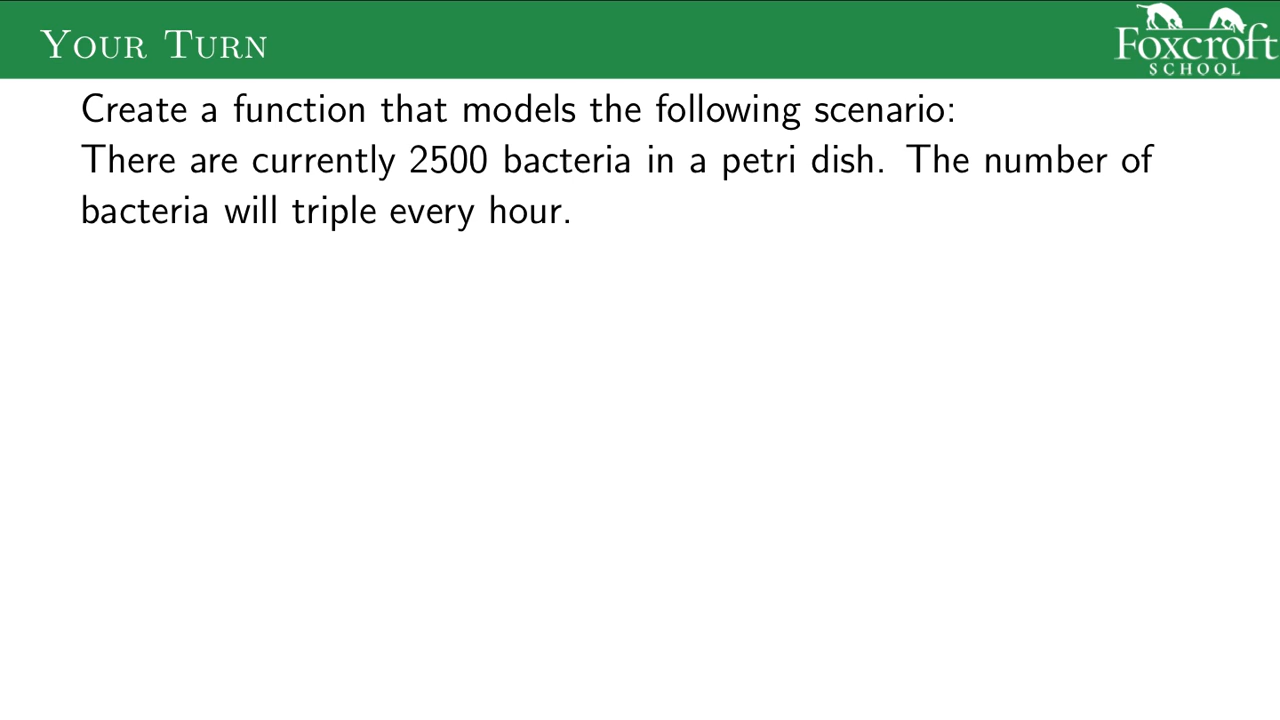 Your Turn
Foxcroft
SCHOOL
Create a function that models the following scenario:
There are currently 2500 bacteria in a petri dish. The number of
bacteria will triple every hour.